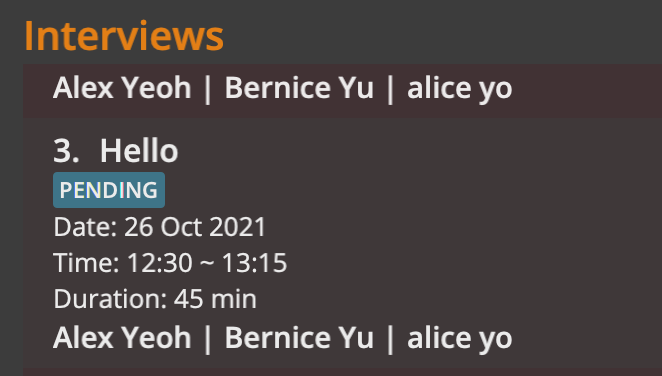 Interviews
Alex Yeoh | Bernice Yu | alice yo
3. Hello
PENDING
Date: 26 Oct 2021
Time: 12:30 ~ 13:15
Duration: 45 min
Alex Yeoh | Bernice Yu | alice yo